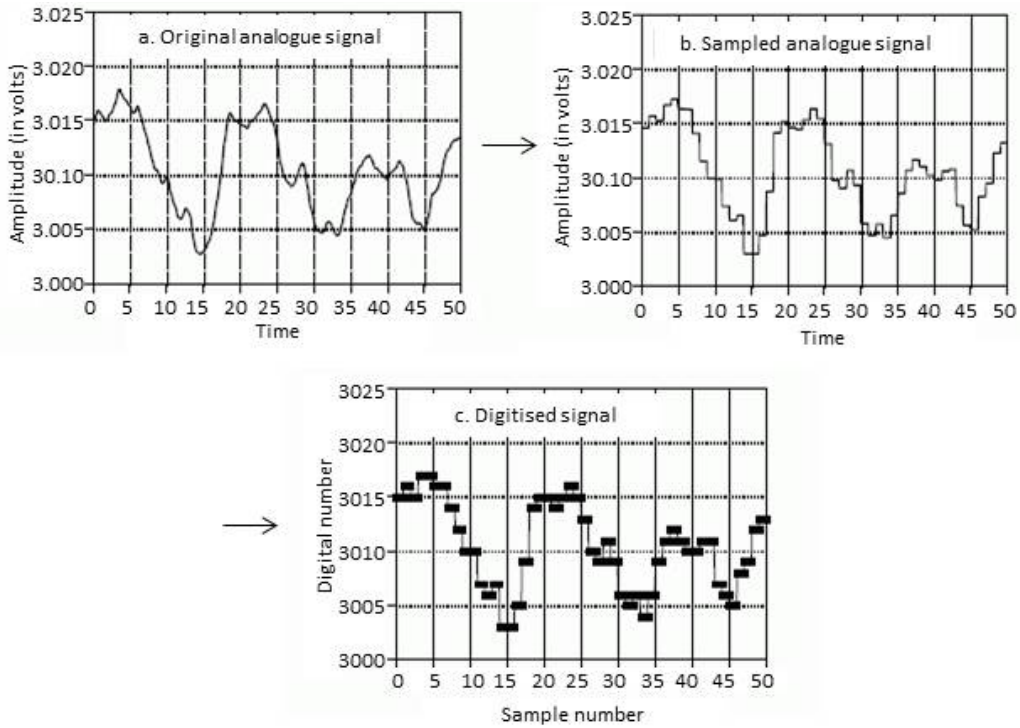 a. Original analogue signal
Amplitude (in volts)
3.025
3.020
3.015
30.10
3.005
3.000
0 5 10 15 20 25 30 35 40 45 50
Time
b. Sampled analogue signal
Amplitude (in volts)
3.025
3.020
3.015
30.10
3.005
3.000
0 5 10 15 20 25 30 35 40 45 50
Time
c. Digitised signal
Digital number
3025
3020
3015
3010
3005
3000
0 5 10 15 20 25 30 35 40 45 50
Sample number